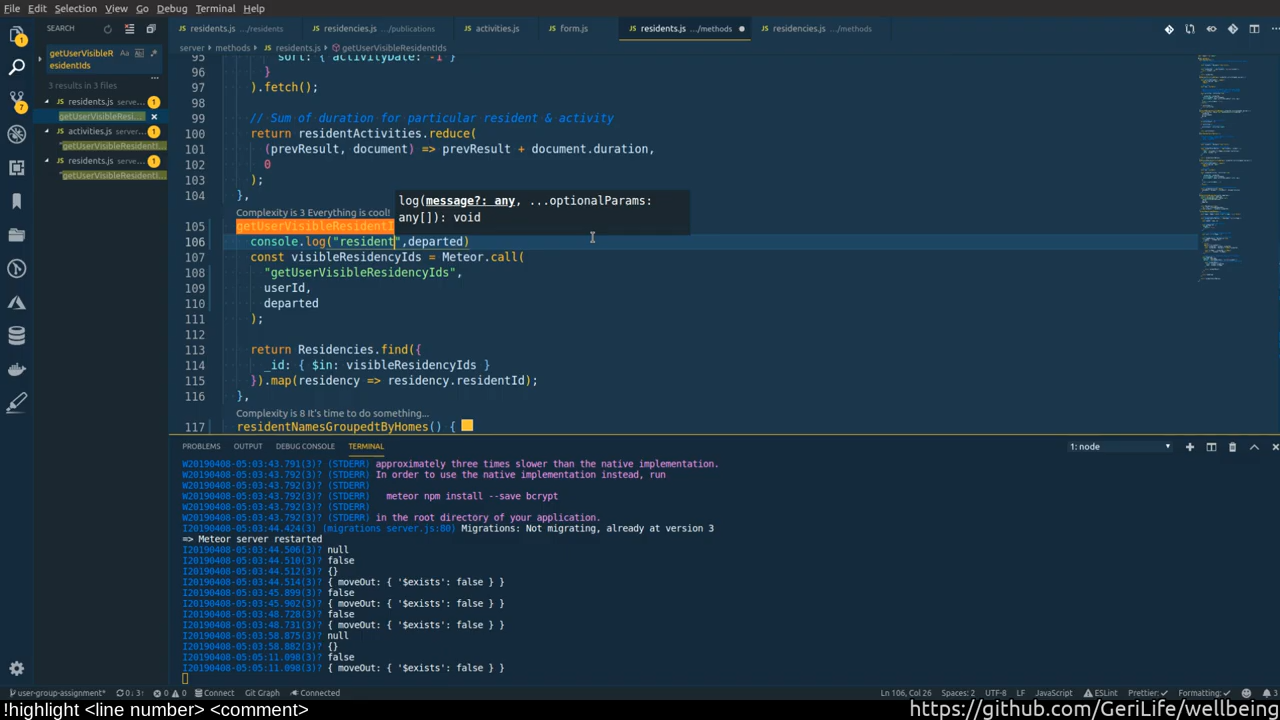 File Edit Selection View Go Debug Terminal Help
SEARCH
residents.js .../residents
residencies.js .../publications
activities.js
form.js
residents.js .../methods
residencies.js .../methods
getUserVisibleR
esidentIds
Aa
server > methods > residents.js > getUserVisibleResidentIds
3 results in 3 files
residents.js serve... 1
getUserVisibleResi...
activities.js server... 1
getUserVisibleResidentI...
residents.js serve... 1
getUserVisibleResidentI...
95 sort: { activityDate: -1 }
96 }
97 ).fetch();
98
99 // Sum of duration for particular resident & activity
100 return residentActivities.reduce(
101 (prevResult, document) => prevResult + document.duration,
102 0
103 );
104 },
log(message?: any, ...optionalParams:
any[]): void
Complexity is 3 Everything is cool!
105 getUserVisibleResidentI
106 console.log("resident",departed)
107 const visibleResidencyIds = Meteor.call(
108 "getUserVisibleResidencyIds",
109 userId,
110 departed
111 );
112
113 return Residencies.find({
114 _id: { $in: visibleResidencyIds }
115 }).map(residency => residency.residentId);
116 },
Complexity is 8 It's time to do something...
117 residentNamesGroupedtByHomes() {
PROBLEMS OUTPUT DEBUG CONSOLE TERMINAL
1: node
W20190408-05:03:43.791(3)? (STDERR) approximately three times slower than the native implementation.
W20190408-05:03:43.792(3)? (STDERR) In order to use the native implementation instead, run
W20190408-05:03:43.792(3)? (STDERR)
W20190408-05:03:43.792(3)? (STDERR) meteor npm install --save bcrypt
W20190408-05:03:43.792(3)? (STDERR)
W20190408-05:03:43.792(3)? (STDERR) in the root directory of your application.
I20190408-05:03:44.424(3) (migrations_server.js:80) Migrations: Not migrating, already at version 3
=> Meteor server restarted
I20190408-05:03:44.506(3)? null
I20190408-05:03:44.510(3)? false
I20190408-05:03:44.512(3)? {}
I20190408-05:03:44.514(3)? { moveOut: { '$exists': false } }
I20190408-05:03:45.899(3)? false
I20190408-05:03:45.902(3)? { moveOut: { '$exists': false } }
I20190408-05:03:48.728(3)? false
I20190408-05:03:48.731(3)? { moveOut: { '$exists': false } }
I20190408-05:03:58.875(3)? null
I20190408-05:03:58.882(3)? {}
I20190408-05:05:11.098(3)? false
I20190408-05:05:11.098(3)? { moveOut: { '$exists': false } }
user-group-assignment* 0↓ 3↑ 0 0 Connect Git Graph Connected
Ln 106, Col 26 Spaces: 2 UTF-8 LF JavaScript ESLint Prettier: ✓ Formatting: ✓ 3
!highlight <line number> <comment>
https://github.com/GeriLife/wellbeing